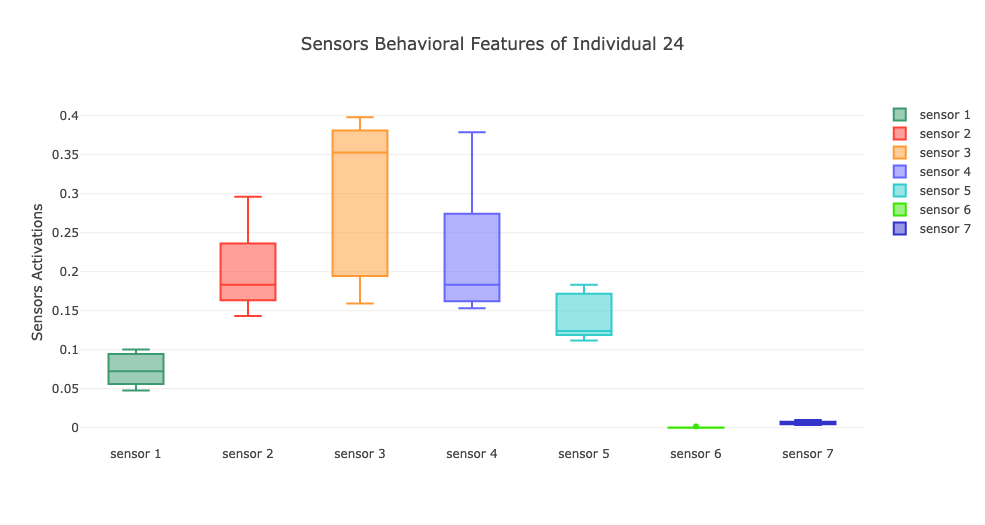 Sensors Behavioral Features of Individual 24
Sensors Activations
0.4
0.35
0.3
0.25
0.2
0.15
0.1
0.05
0
sensor 1
sensor 2
sensor 3
sensor 4
sensor 5
sensor 6
sensor 7
sensor 1
sensor 2
sensor 3
sensor 4
sensor 5
sensor 6
sensor 7